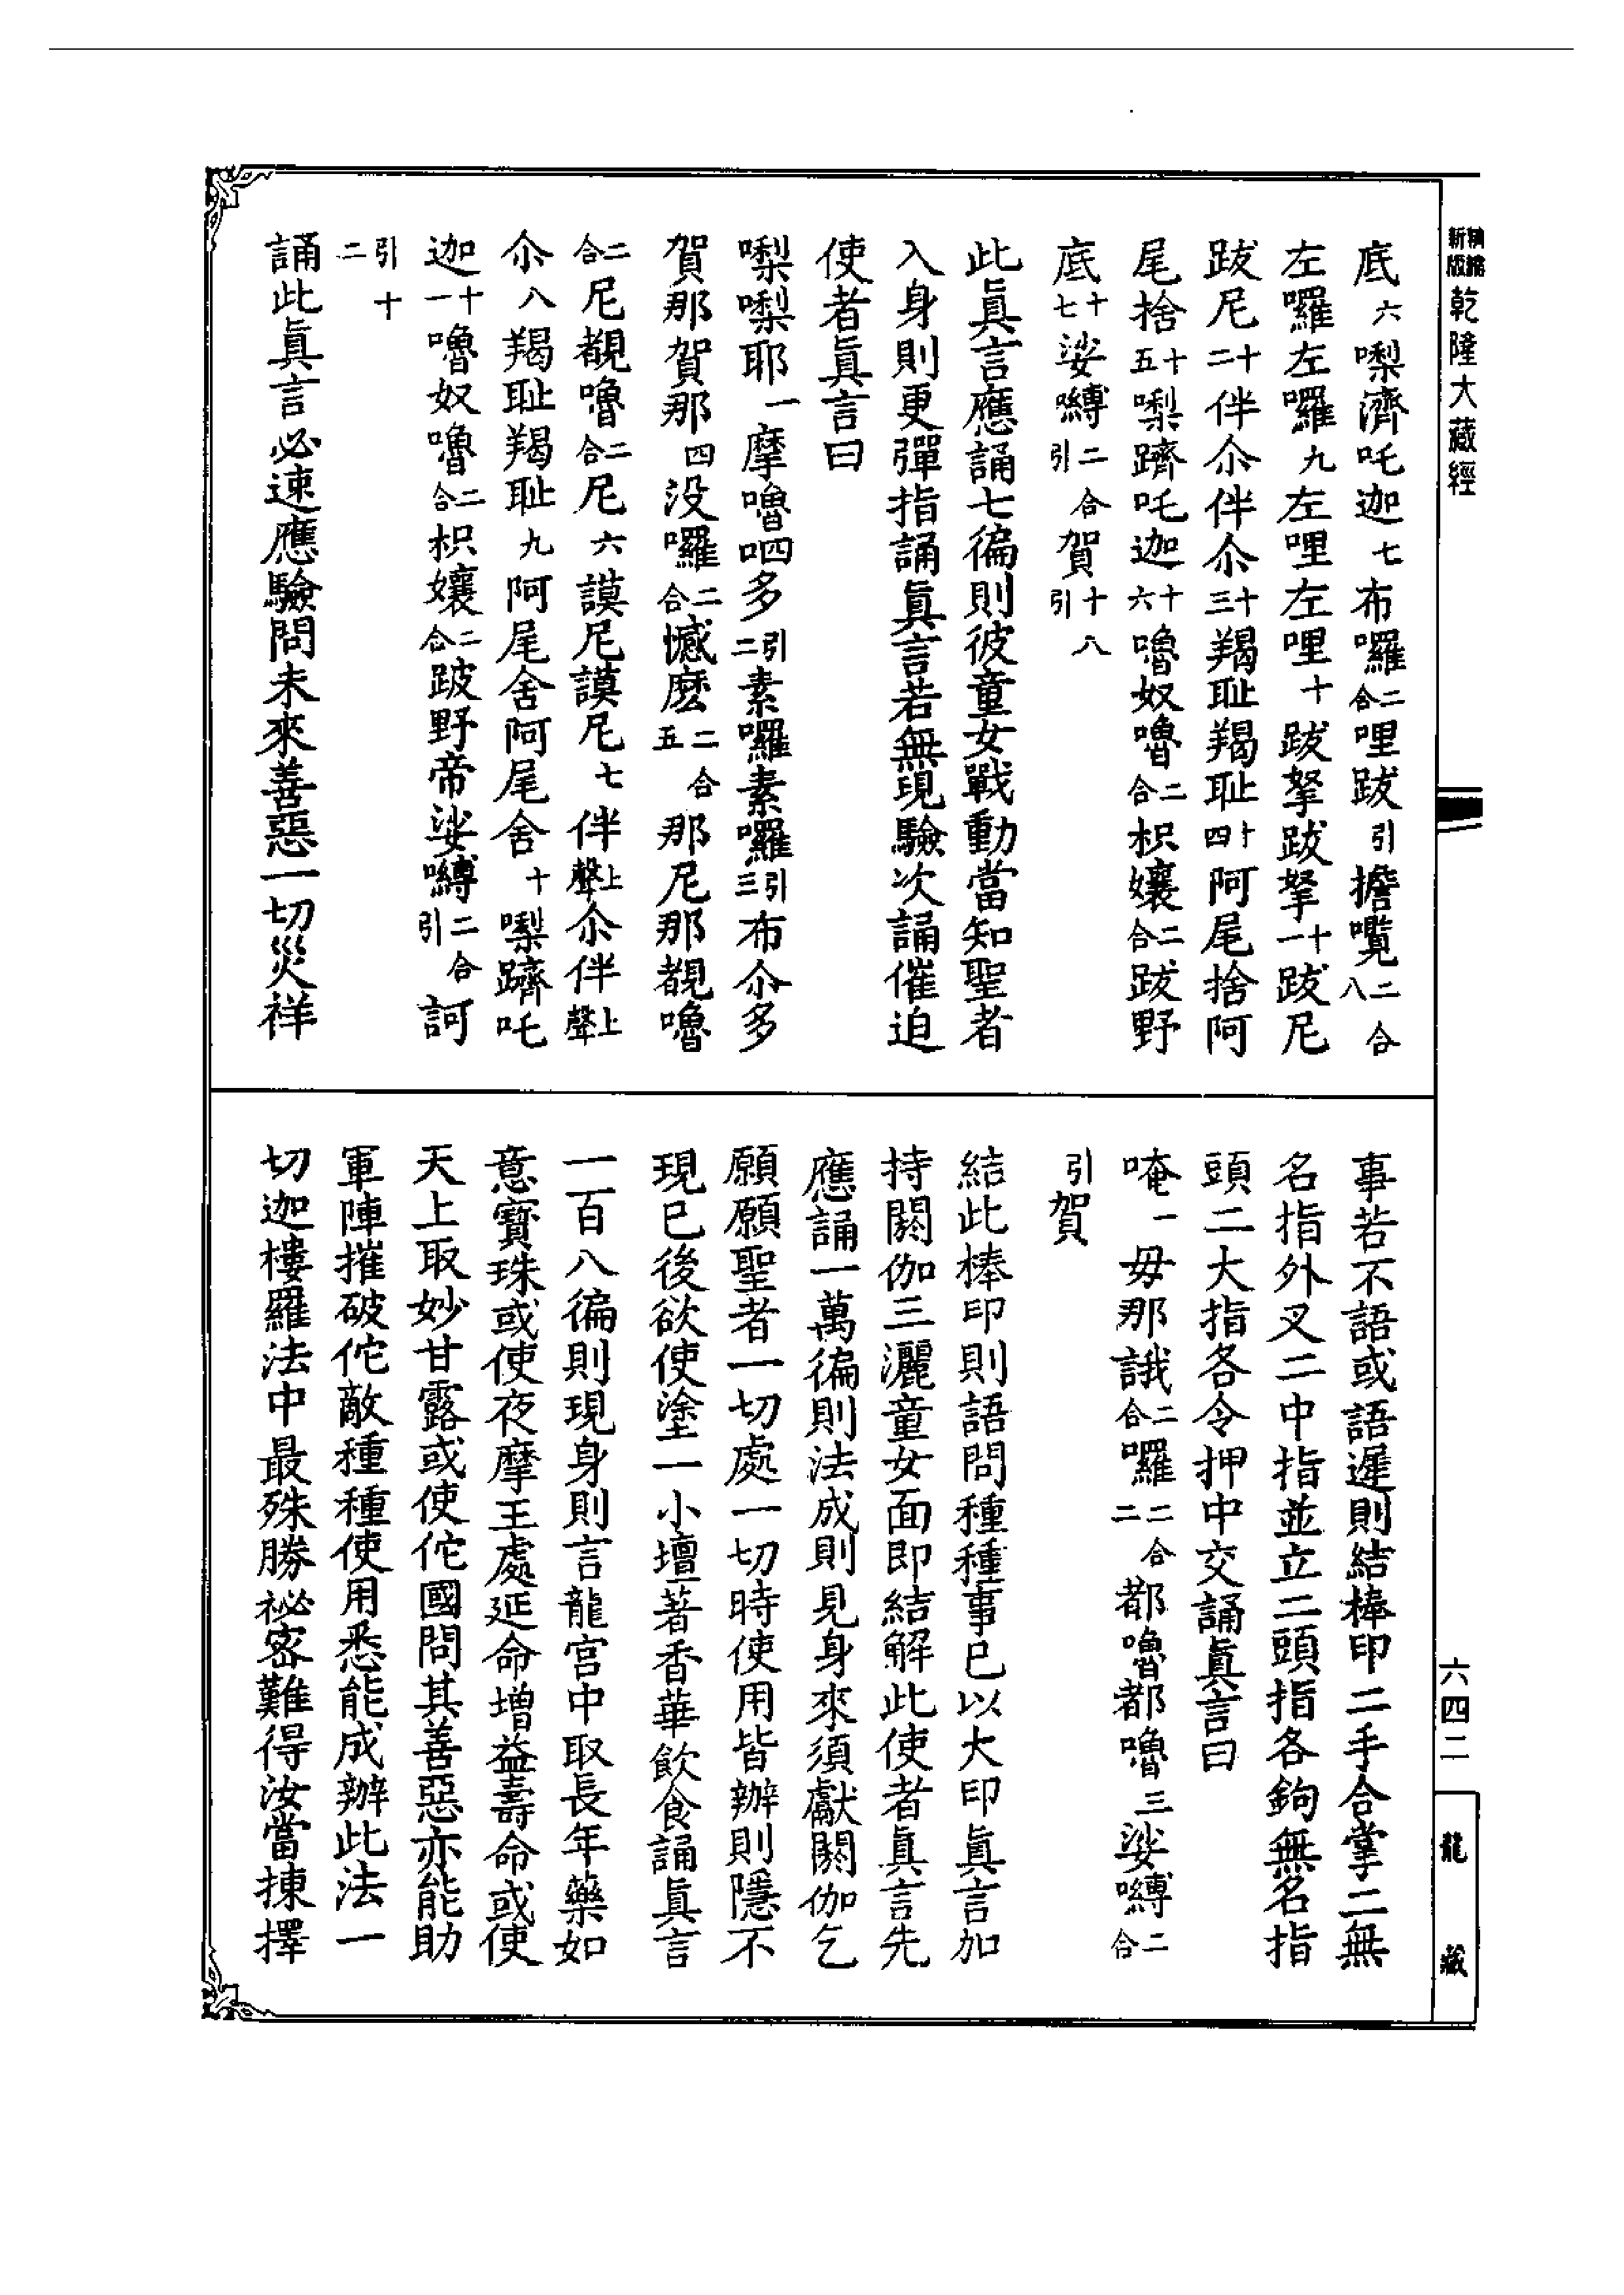 新版精縮乾隆大藏經
底六㗚濟吒迦七布囉二合哩跋引擔囕二合八
左囉左囉九左哩左哩十跋拏跋拏十一跋尼
跋尼十二伴尒伴尒十三羯耻羯耻十四阿尾捨阿
尾捨十五㗚躋吒迦十六嚕奴嚕二合枳孃二合跋野
底十七娑嚩二合引賀引十八
此眞言應誦七徧則彼童女戰動當知聖者
入身則更彈指誦眞言若無現驗次誦催迫
使者眞言曰
㗚㗚耶一摩嚕呬多引二素囉素囉引三布尒多
賀那賀那四没囉二合憾麽二合五那尼那覩嚕
二合尼覩嚕二合尼六謨尼謨尼七伴上聲尒伴上聲
尒八羯耻羯耻九阿尾舍阿尾舍十㗚躋吒
迦十一嚕奴嚕二合枳孃二合跛野帝娑嚩二合引訶
引十二
誦此眞言必速應驗問未來善惡一切災祥
事若不語或語遲則結棒印二手合掌二無
名指外叉二中指並立二頭指各鉤無名指
頭二大指各令押中交誦眞言曰
唵一毋那誐二合囉二合二都嚕都嚕三娑嚩二合
引賀
結此棒印則語問種種事已以大印眞言加
持閼伽三灑童女面即結解此使者眞言先
應誦一萬徧則法成則見身來須獻閼伽乞
願願聖者一切處一切時使用皆辦則隱不
現已後欲使塗一小壇著香華飲食誦眞言
一百八徧則現身則言龍宮中取長年藥如
意寶珠或使夜摩王處延命增益壽命或使
天上取妙甘露或使佗國問其善惡亦能助
軍陣摧破佗敵種種使用悉能成辦此法一
切迦樓羅法中最殊勝祕密難得汝當揀擇
六四二
龍藏